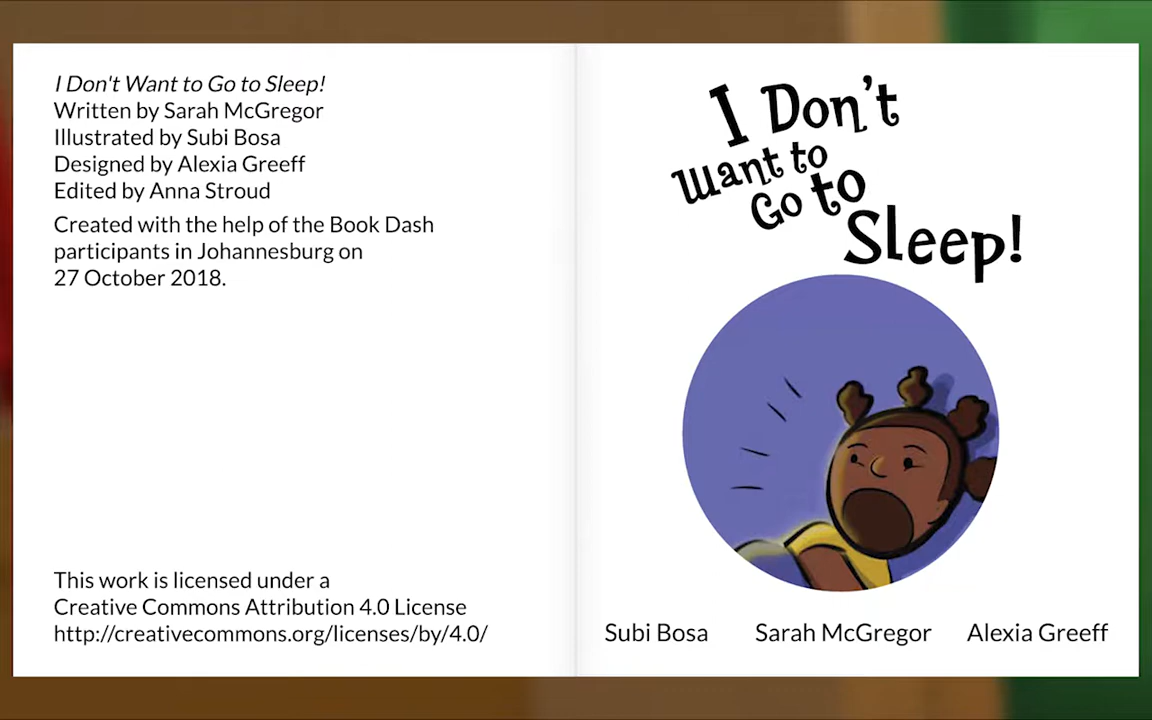 I Don't Want to Go to Sleep!
Written by Sarah McGregor
Illustrated by Subi Bosa
Designed by Alexia Greeff
Edited by Anna Stroud
Created with the help of the Book Dash
participants in Johannesburg on
27 October 2018.
This work is licensed under a
Creative Commons Attribution 4.0 License
http://creativecommons.org/licenses/by/4.0/
I Don't
Want to
Go to
Sleep!
Subi Bosa Sarah McGregor Alexia Greeff